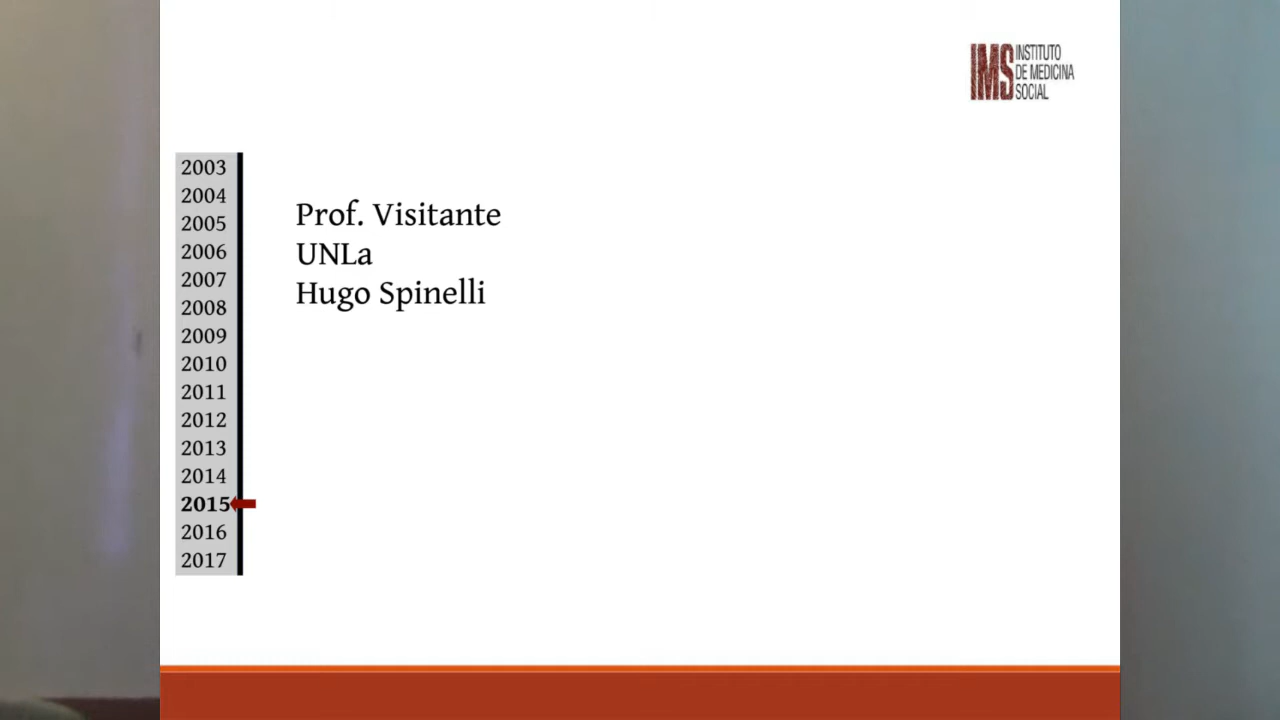 IMS INSTITUTO
DE MEDICINA
SOCIAL
2003
2004
2005
2006
2007
2008
2009
2010
2011
2012
2013
2014
2015
2016
2017
Prof. Visitante
UNLa
Hugo Spinelli